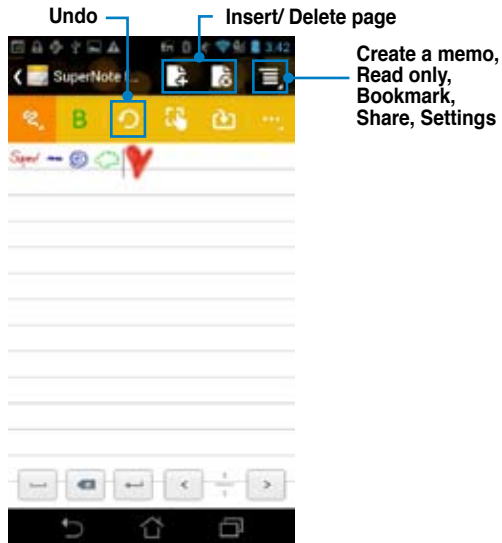 Undo
Insert/ Delete page
3:42
SuperNote
Create a memo,
Read only,
Bookmark,
Share, Settings
B
Super